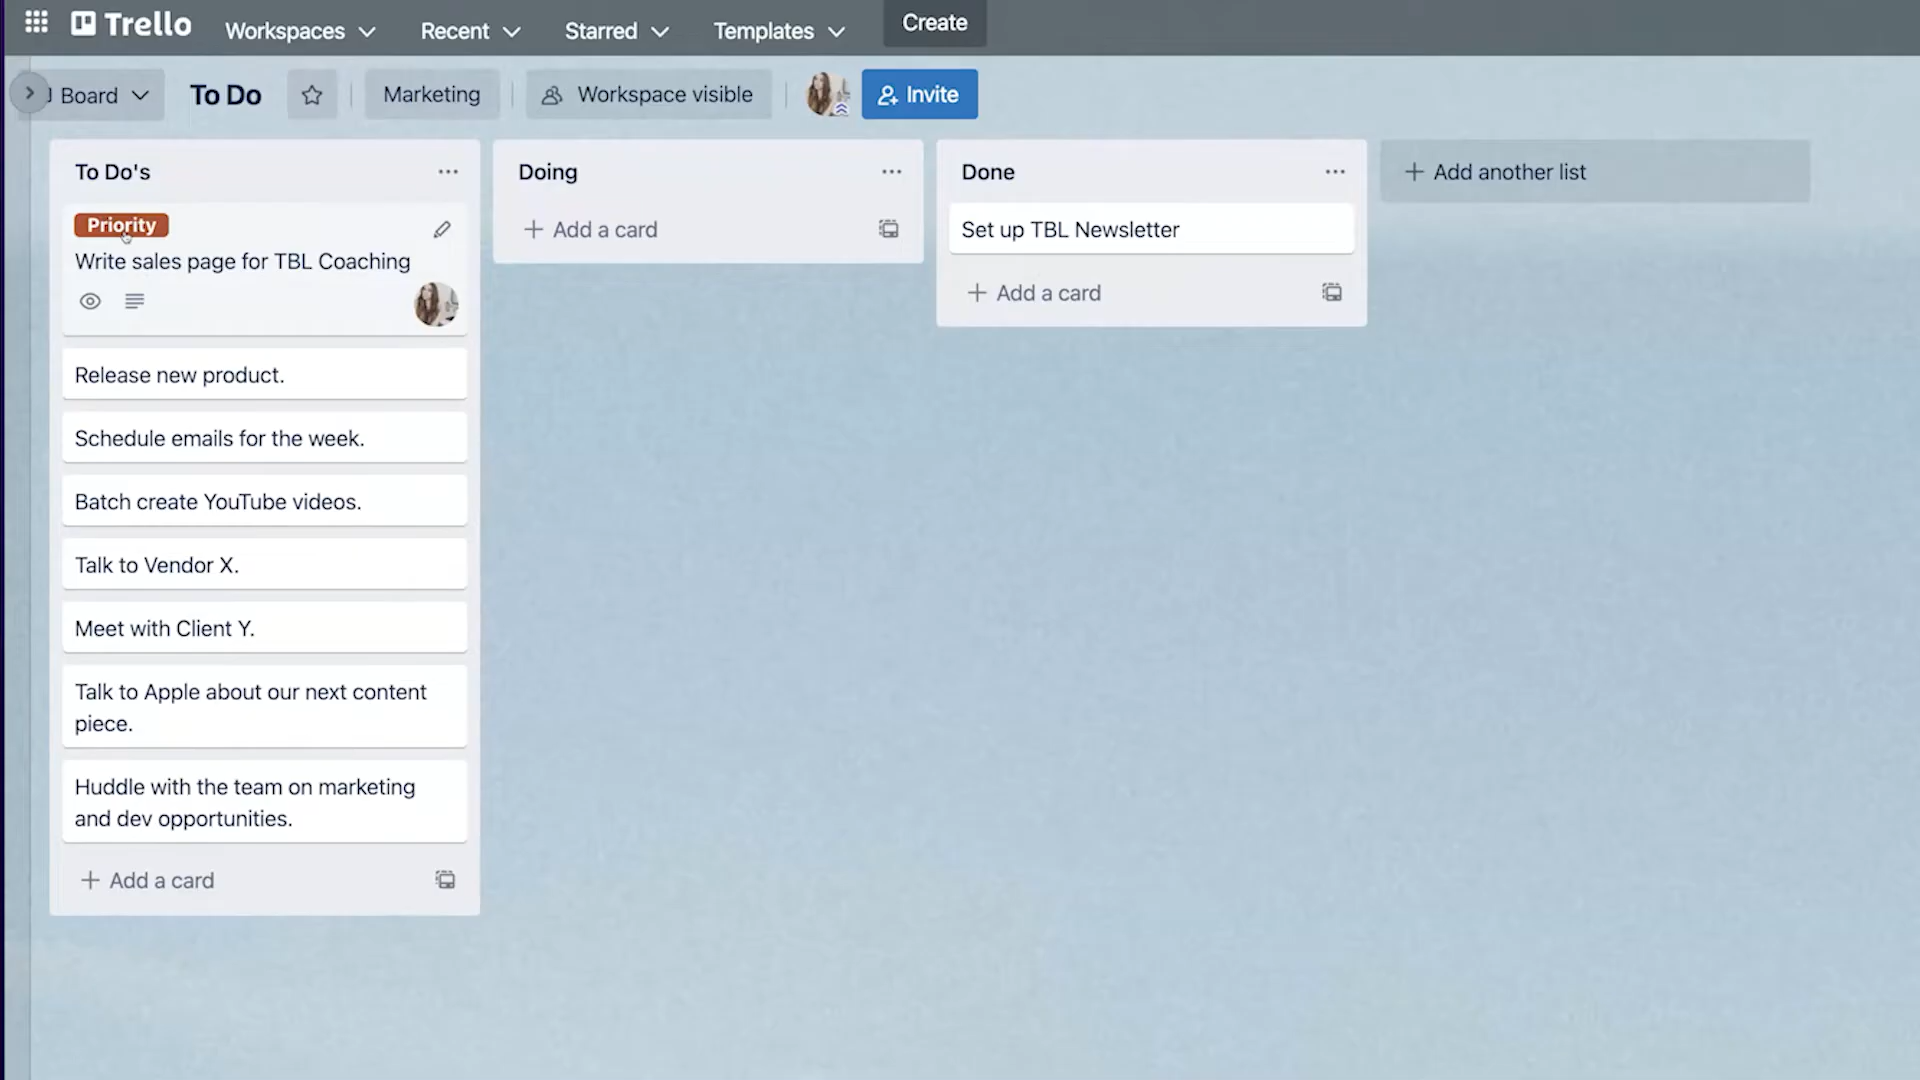 Trello
Workspaces
Recent
Starred
Templates
Create
Board
To Do
Marketing
Workspace visible
Invite
To Do's
Priority
Write sales page for TBL Coaching
Release new product.
Schedule emails for the week.
Batch create YouTube videos.
Talk to Vendor X.
Meet with Client Y.
Talk to Apple about our next content
piece.
Huddle with the team on marketing
and dev opportunities.
+ Add a card
Doing
+ Add a card
Done
Set up TBL Newsletter
+ Add a card
+ Add another list